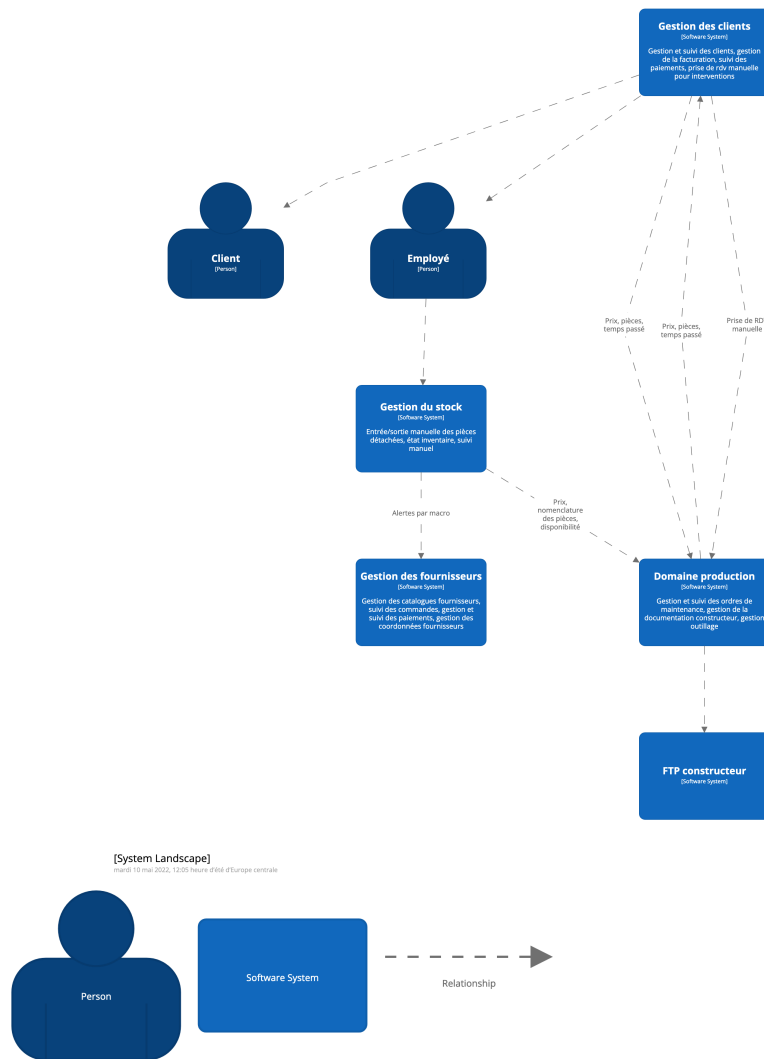 Gestion des clients
[Software System]
Gestion et suivi des clients, gestion
de la facturation, suivi des
paiements, prise de rdv manuelle
pour interventions
Client
[Person]
Employé
[Person]
Prix, pièces,
temps passé
Prix, pièces,
temps passé
Prise de RD
manuelle
Gestion du stock
[Software System]
Entrée/sortie manuelle des pièces
détachées, état inventaire, suivi
manuel
Alertes par macro
Prix,
nomenclature
des pièces,
disponibilité
Gestion des fournisseurs
[Software System]
Gestion des catalogues fournisseurs,
suivi des commandes, gestion et
suivi des paiements, gestion des
coordonnées fournisseurs
Domaine production
[Software System]
Gestion et suivi des ordres de
maintenance, gestion de la
documentation constructeur, gestion
outillage
FTP constructeur
[Software System]
[System Landscape]
mardi 10 mai 2022, 12:05 heure d'été d'Europe centrale
Person
Software System
Relationship